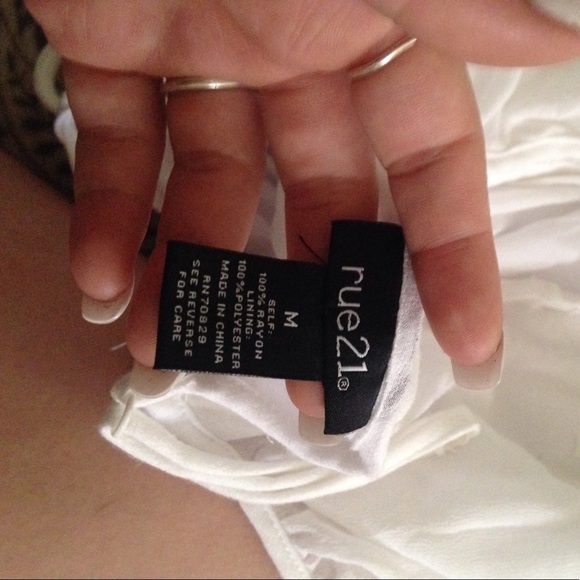 rue21®
M
SELF:
100% RAYON
LINING:
100%POLYESTER
MADE IN CHINA
RN70829
SEE REVERSE
FOR CARE